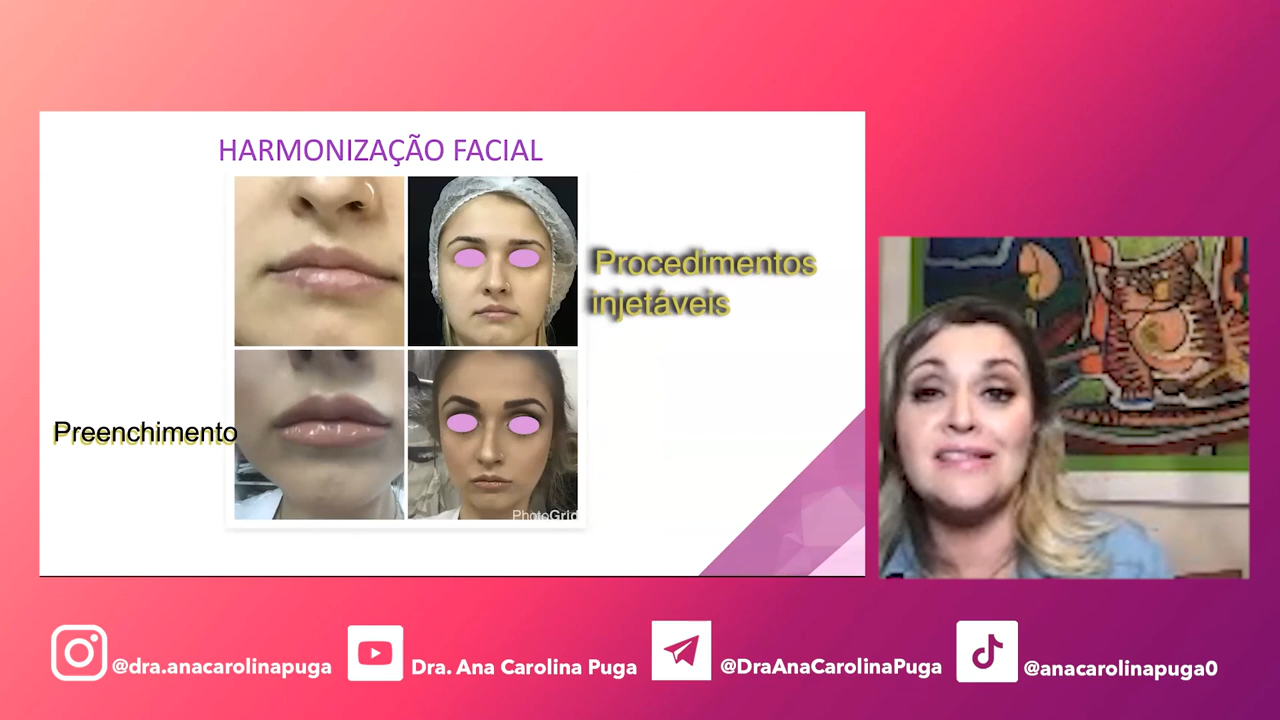 HARMONIZAÇÃO FACIAL
Procedimentos
injetáveis
Preenchimento
PhotoGrid
@dra.anacarolinapuga
Dra. Ana Carolina Puga
@DraAnaCarolinaPuga
@anacarolinapuga0